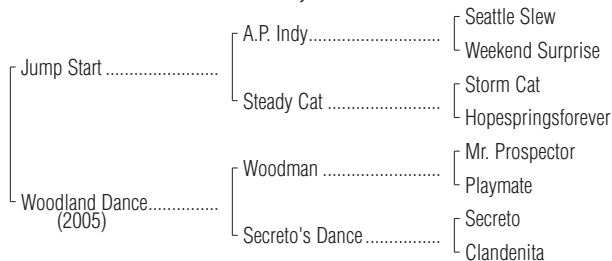 Seattle Slew
A.P. Indy
Weekend Surprise
Jump Start
Storm Cat
Steady Cat
Hopespringsforever
Mr. Prospector
Woodman
Playmate
Woodland Dance
(2005)
Secreto
Secreto's Dance
Clandenita